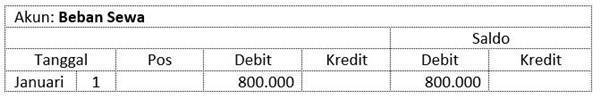 Akun: Beban Sewa
Saldo
Tanggal Pos Debit Kredit Debit Kredit
Januari 1 800.000 800.000